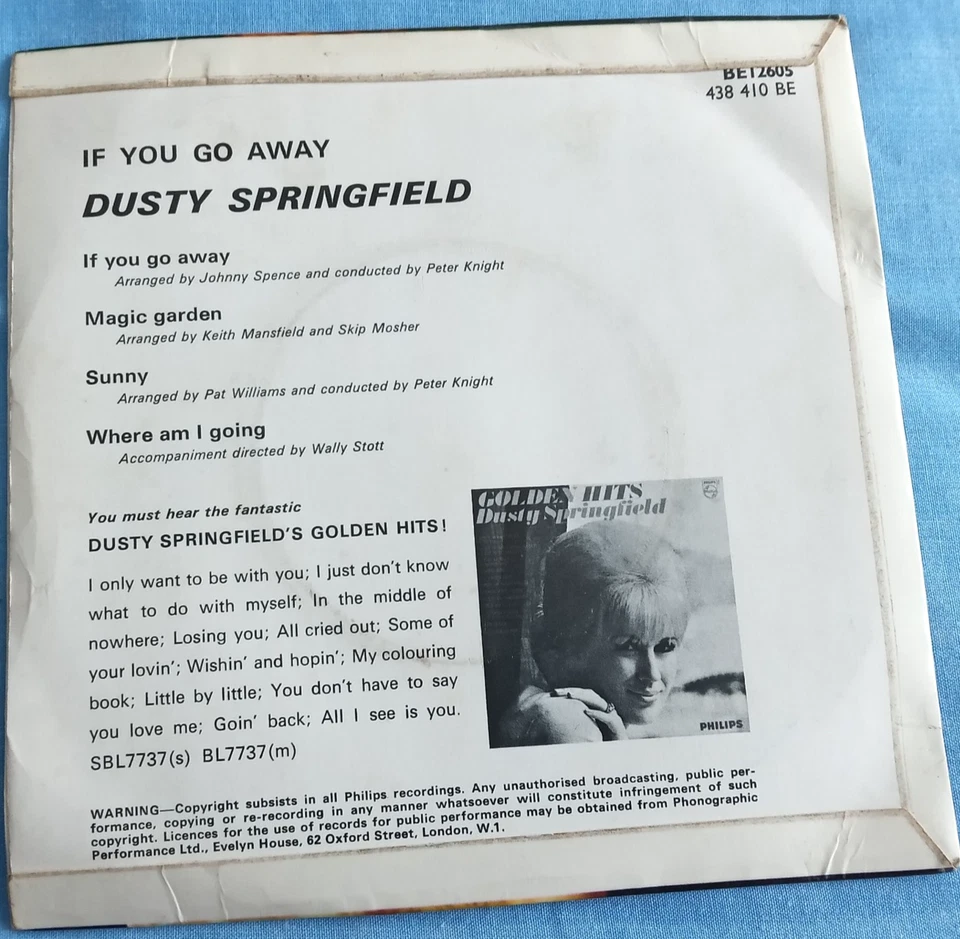 BE12605
438 410 BE
IF YOU GO AWAY
DUSTY SPRINGFIELD
If you go away
Arranged by Johnny Spence and conducted by Peter Knight
Magic garden
Arranged by Keith Mansfield and Skip Mosher
Sunny
Arranged by Pat Williams and conducted by Peter Knight
Where am I going
Accompaniment directed by Wally Stott
You must hear the fantastic
DUSTY SPRINGFIELD'S GOLDEN HITS!
I only want to be with you; I just don't know
what to do with myself; In the middle of
nowhere; Losing you; All cried out; Some of
your lovin'; Wishin' and hopin'; My colouring
book; Little by little; You don't have to say
you love me; Goin' back; All I see is you.
SBL7737(s) BL7737(m)
GOLDEN HITS
Dusty Springfield
PHILIPS
WARNING—Copyright subsists in all Philips recordings. Any unauthorised broadcasting, public per-
formance, copying or re-recording in any manner whatsoever will constitute infringement of such
copyright. Licences for the use of records for public performance may be obtained from Phonographic
Performance Ltd., Evelyn House, 62 Oxford Street, London, W.1.